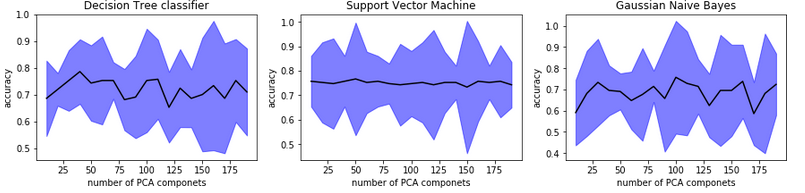 Decision Tree classifier
1.0
0.9
0.8
0.7
0.6
0.5
accuracy
25 50 75 100 125 150 175
number of PCA componets
Support Vector Machine
1.0
0.9
0.8
0.7
0.6
0.5
accuracy
25 50 75 100 125 150 175
number of PCA componets
Gaussian Naive Bayes
1.0
0.9
0.8
0.7
0.6
0.5
0.4
accuracy
25 50 75 100 125 150 175
number of PCA componets